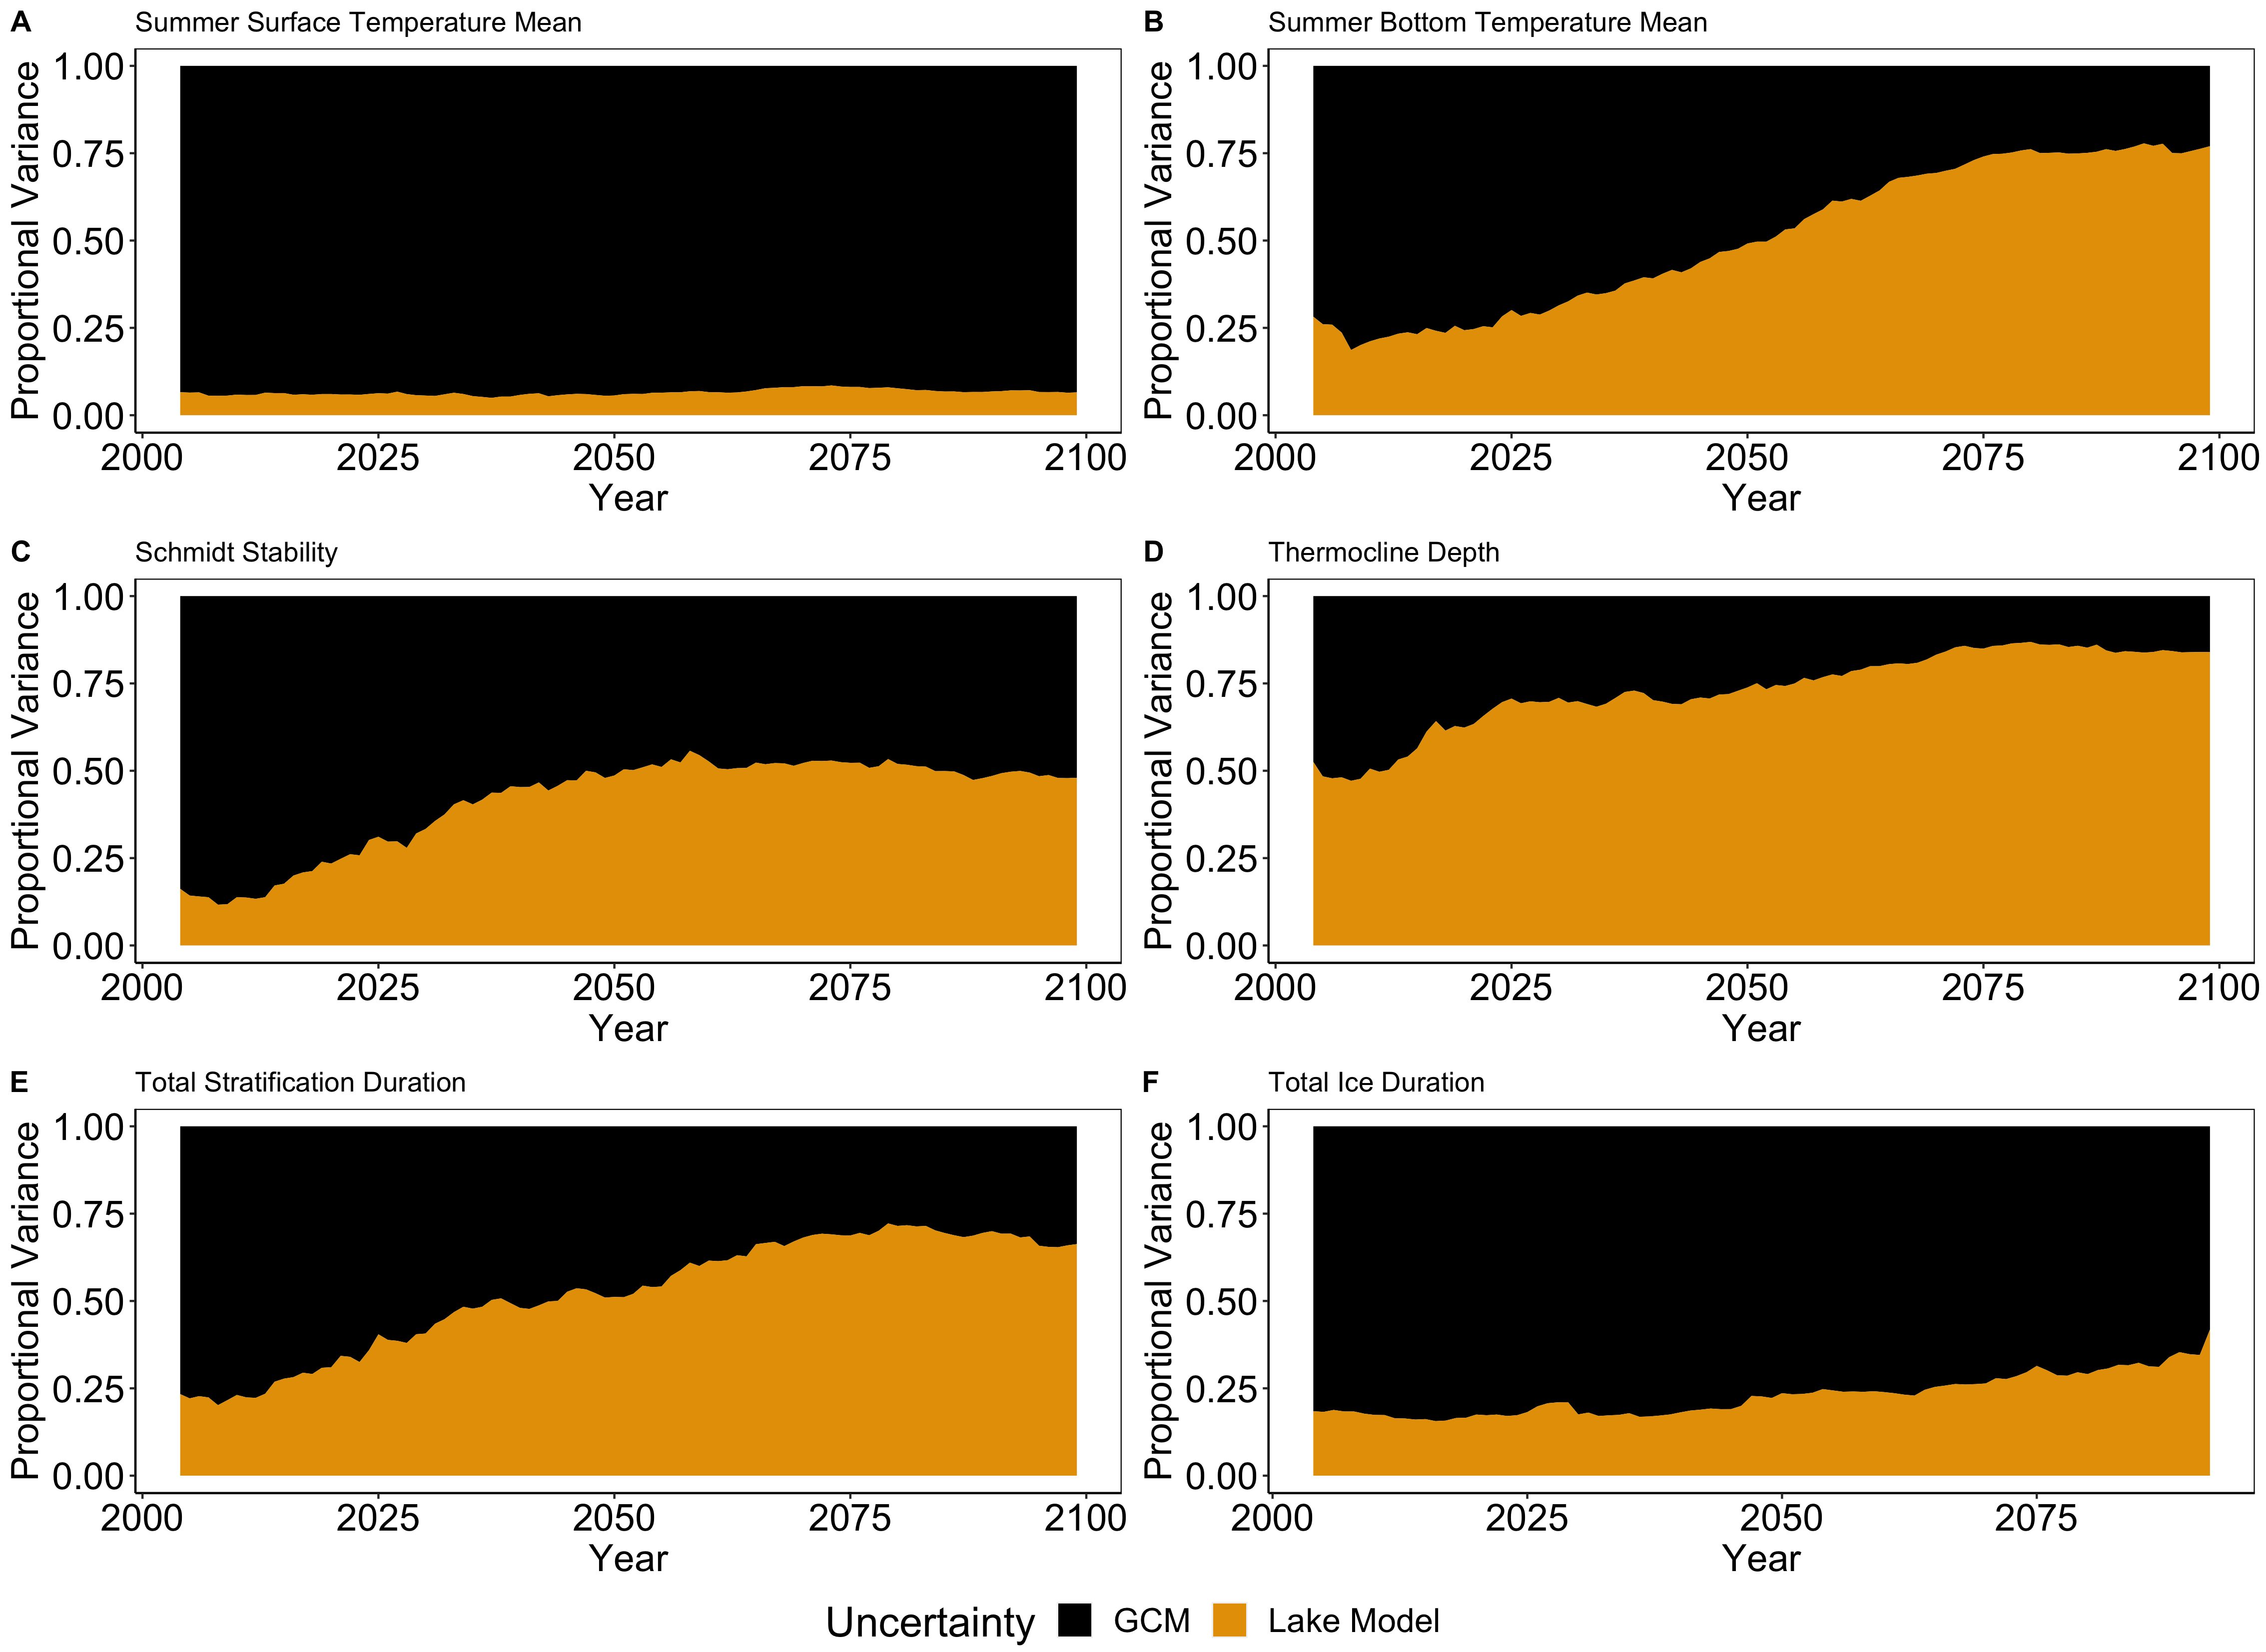 A Summer Surface Temperature Mean
Proportional Variance
1.00
0.75
0.50
0.25
0.00
2000 2025 2050 2075 2100
Year
B Summer Bottom Temperature Mean
Proportional Variance
1.00
0.75
0.50
0.25
0.00
2000 2025 2050 2075 2100
Year
C Schmidt Stability
Proportional Variance
1.00
0.75
0.50
0.25
0.00
2000 2025 2050 2075 2100
Year
D Thermocline Depth
Proportional Variance
1.00
0.75
0.50
0.25
0.00
2000 2025 2050 2075 2100
Year
E Total Stratification Duration
Proportional Variance
1.00
0.75
0.50
0.25
0.00
2000 2025 2050 2075 2100
Year
F Total Ice Duration
Proportional Variance
1.00
0.75
0.50
0.25
0.00
2000 2025 2050 2075
Year
Uncertainty GCM Lake Model